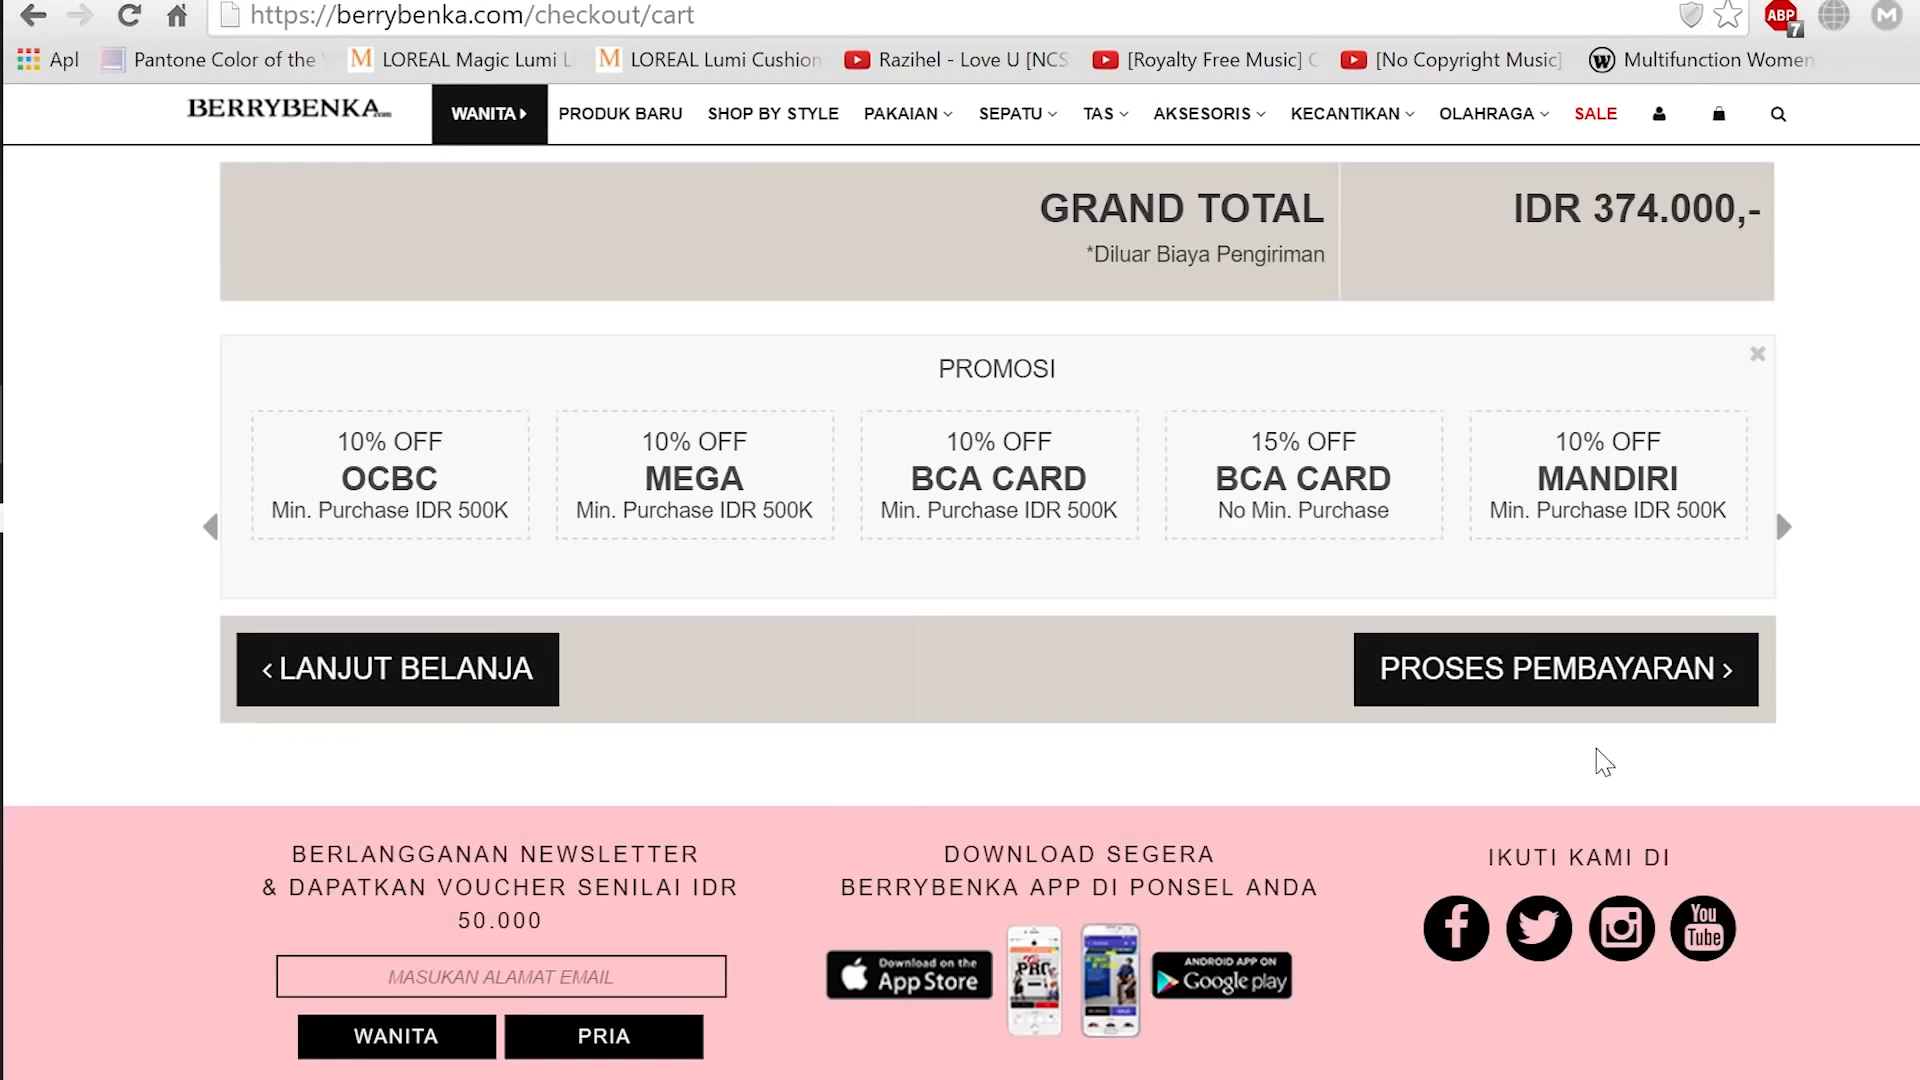 https://berrybenka.com/checkout/cart
ABP
7
M
Apl
Pantone Color of the
M LOREAL Magic Lumi
M LOREAL Lumi Cushion
Razihel - Love U [NCS
[Royalty Free Music]
[No Copyright Music]
W Multifunction Women
BERRYBENKA.com
WANITA
PRODUK BARU
SHOP BY STYLE
PAKAIAN
SEPATU
TAS
AKSESORIS
KECANTIKAN
OLAHRAGA
SALE
GRAND TOTAL
IDR 374.000,-
*Diluar Biaya Pengiriman
PROMOSI
10% OFF
OCBC
Min. Purchase IDR 500K
10% OFF
MEGA
Min. Purchase IDR 500K
10% OFF
BCA CARD
Min. Purchase IDR 500K
15% OFF
BCA CARD
No Min. Purchase
10% OFF
MANDIRI
Min. Purchase IDR 500K
‹ LANJUT BELANJA
PROSES PEMBAYARAN ›
BERLANGGANAN NEWSLETTER
& DAPATKAN VOUCHER SENILAI IDR
50.000
MASUKAN ALAMAT EMAIL
WANITA
PRIA
DOWNLOAD SEGERA
BERRYBENKA APP DI PONSEL ANDA
Download on the
App Store
ANDROID APP ON
Google play
IKUTI KAMI DI
You
Tube